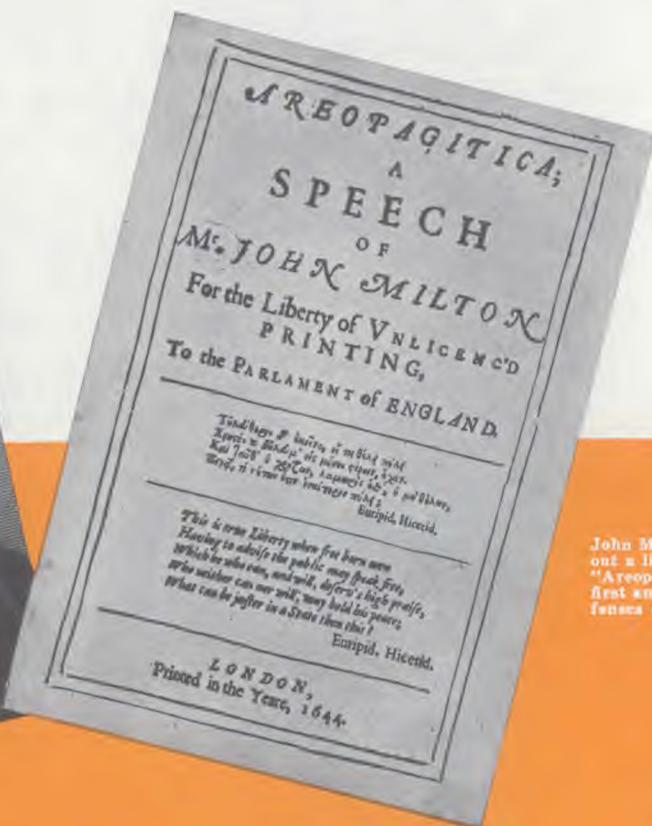 AREOPAGITICA;
A
SPEECH
OF
Mr. JOHN MILTON
For the Liberty of VNLICENC'D
PRINTING,
To the PARLAMENT of ENGLAND.
Euripid. Hicetid.
This is true Liberty when free born men
Having to advise the public may speak free,
Which he who can, and will, deserv's high praise,
Who neither can nor will, may hold his peace;
What can be juster in a State then this?
Euripid. Hicetid.
LONDON,
Printed in the Yeare, 1644.
John M
out a li
"Areop
first an
fenses